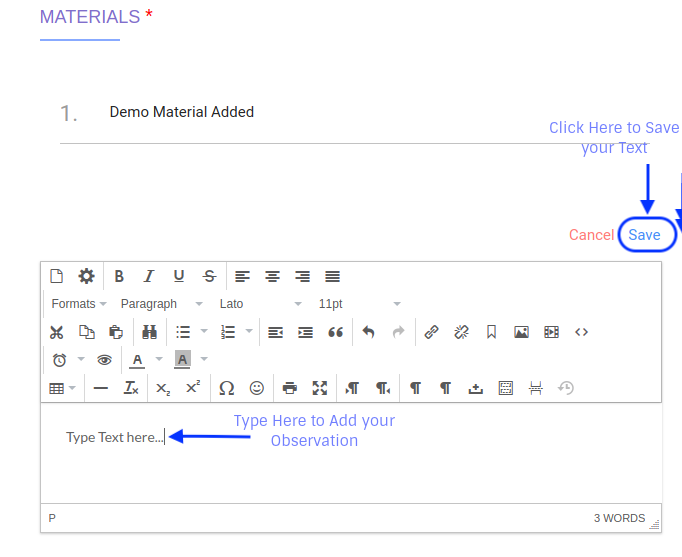 MATERIALS *
1. Demo Material Added
Click Here to Save
your Text
Cancel Save
Formats Paragraph Lato 11pt
Type Here to Add your
Observation
Type Text here...
P 3 WORDS